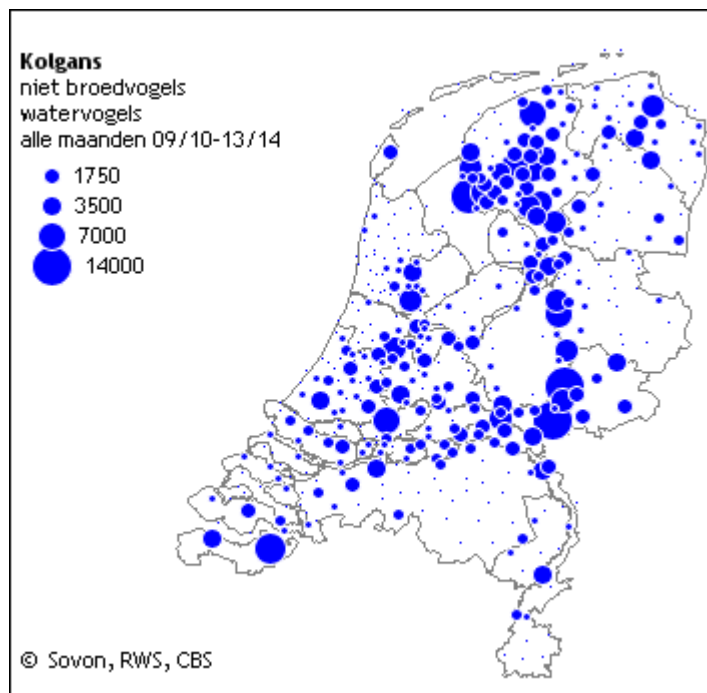 Kolgans
niet broedvogels
watervogels
alle maanden 09/10-13/14
1750
3500
7000
14000
© Sovon, RWS, CBS